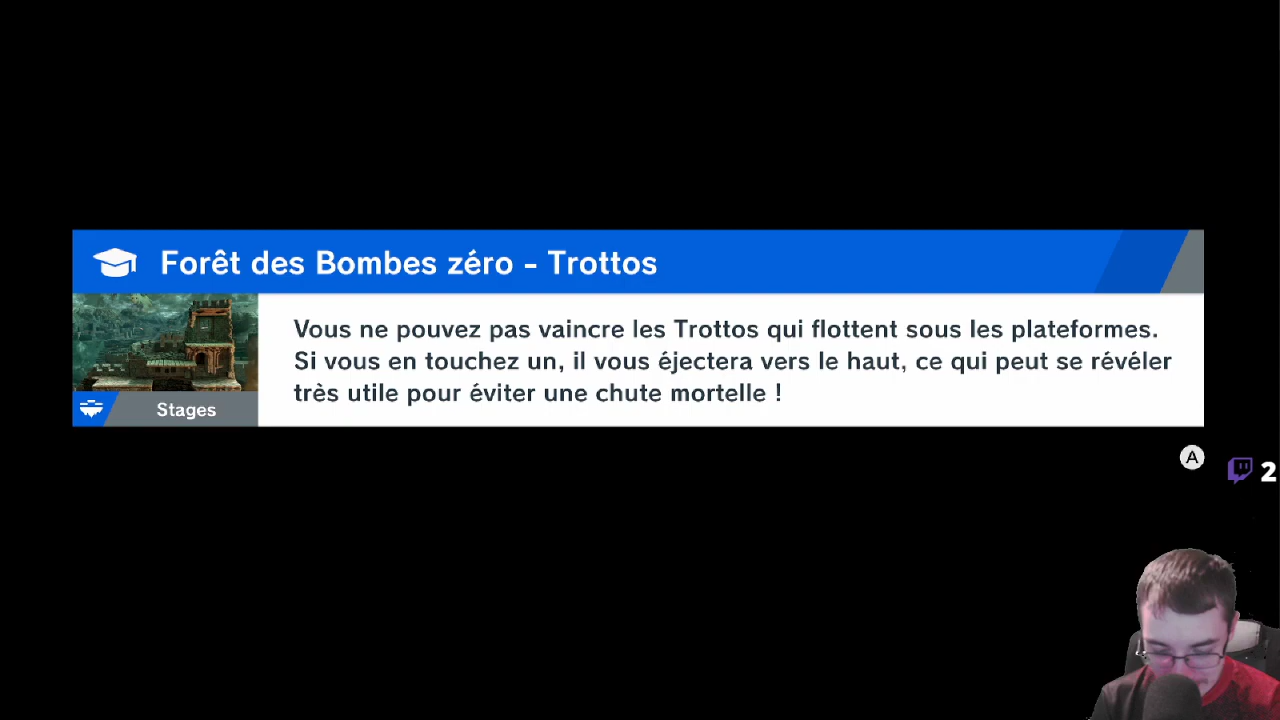 Forêt des Bombes zéro - Trottos
Vous ne pouvez pas vaincre les Trottos qui flottent sous les plateformes.
Si vous en touchez un, il vous éjectera vers le haut, ce qui peut se révéler
très utile pour éviter une chute mortelle !
Stages
A
2